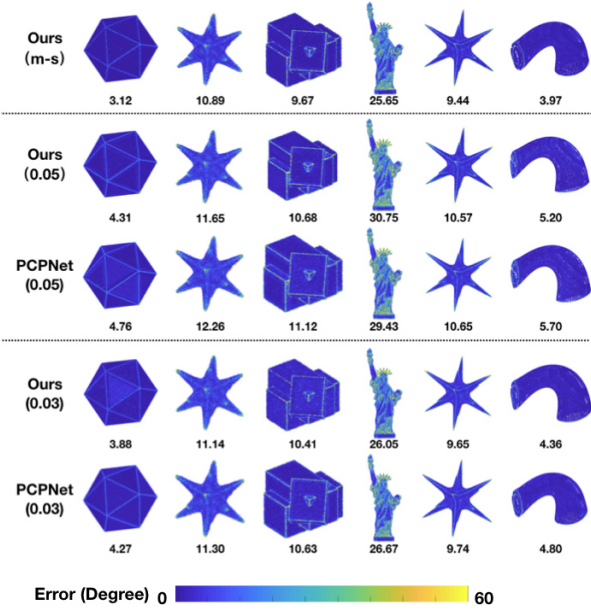 Ours
(m-s)
3.12 10.89 9.67 25.65 9.44 3.97
Ours
(0.05)
4.31 11.65 10.68 30.75 10.57 5.20
PCPNet
(0.05)
4.76 12.26 11.12 29.43 10.65 5.70
Ours
(0.03)
3.88 11.14 10.41 26.05 9.65 4.36
PCPNet
(0.03)
4.27 11.30 10.63 26.67 9.74 4.80
Error (Degree) 0 60